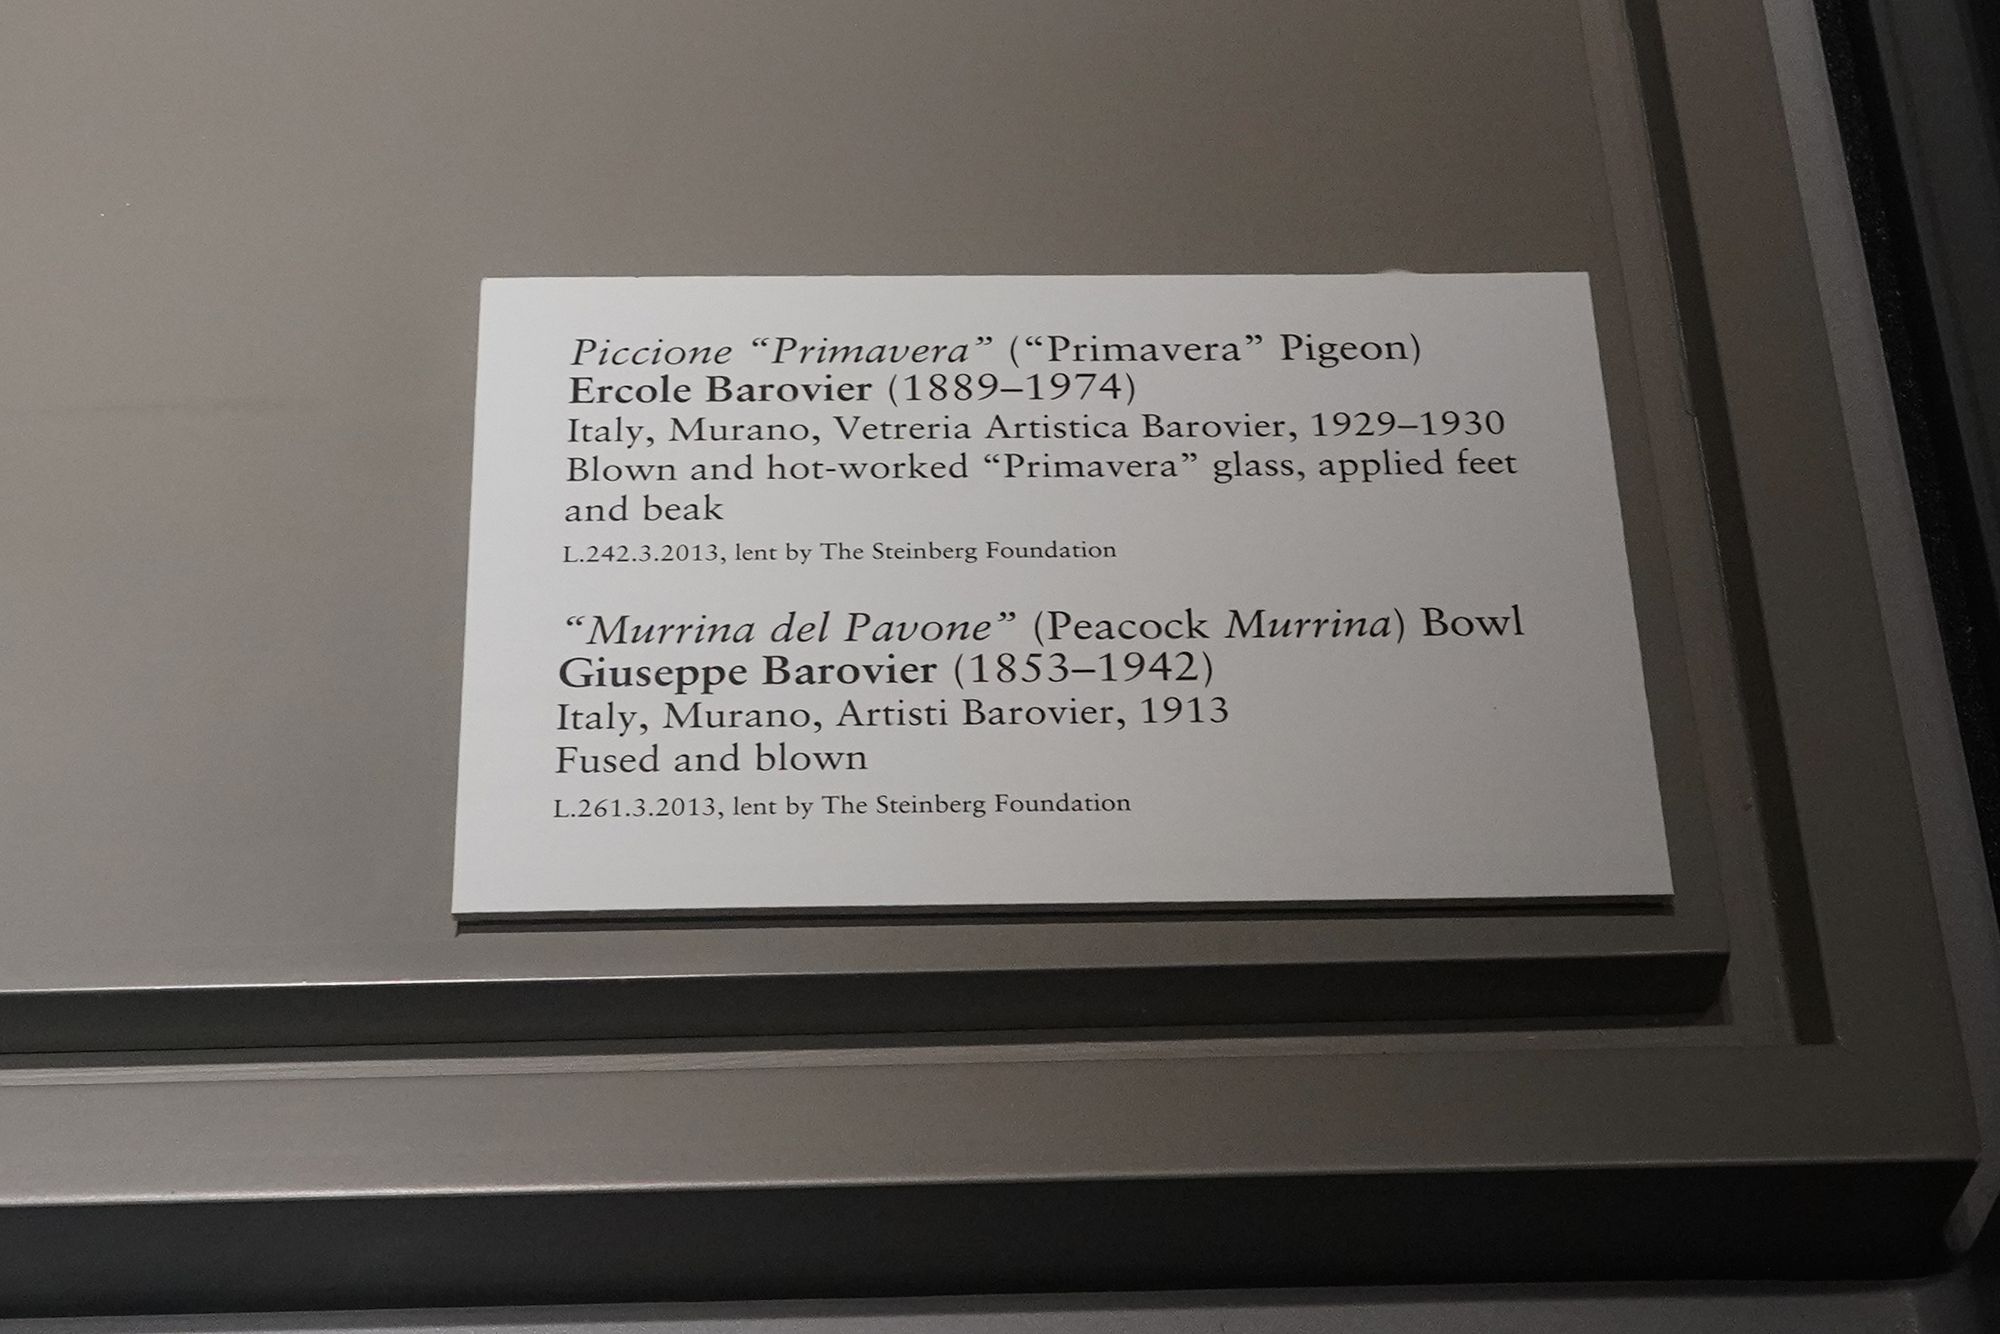 Piccione “Primavera” (“Primavera” Pigeon)
Ercole Barovier (1889–1974)
Italy, Murano, Vetreria Artistica Barovier, 1929–1930
Blown and hot-worked “Primavera” glass, applied feet
and beak
L.242.3.2013, lent by The Steinberg Foundation
“Murrina del Pavone” (Peacock Murrina) Bowl
Giuseppe Barovier (1853–1942)
Italy, Murano, Artisti Barovier, 1913
Fused and blown
L.261.3.2013, lent by The Steinberg Foundation